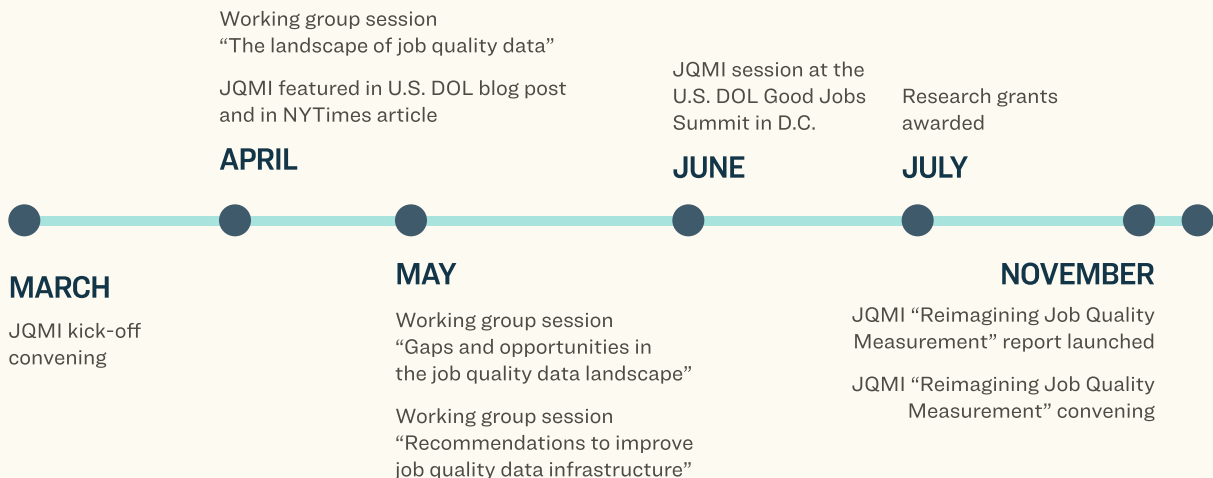 Working group session
“The landscape of job quality data”
JQMI featured in U.S. DOL blog post
and in NYTimes article
APRIL
JQMI session at the
U.S. DOL Good Jobs
Summit in D.C.
JUNE
Research grants
awarded
JULY
MARCH
JQMI kick-off
convening
MAY
Working group session
“Gaps and opportunities in
the job quality data landscape”
Working group session
“Recommendations to improve
job quality data infrastructure”
NOVEMBER
JQMI “Reimagining Job Quality
Measurement” report launched
JQMI “Reimagining Job Quality
Measurement” convening